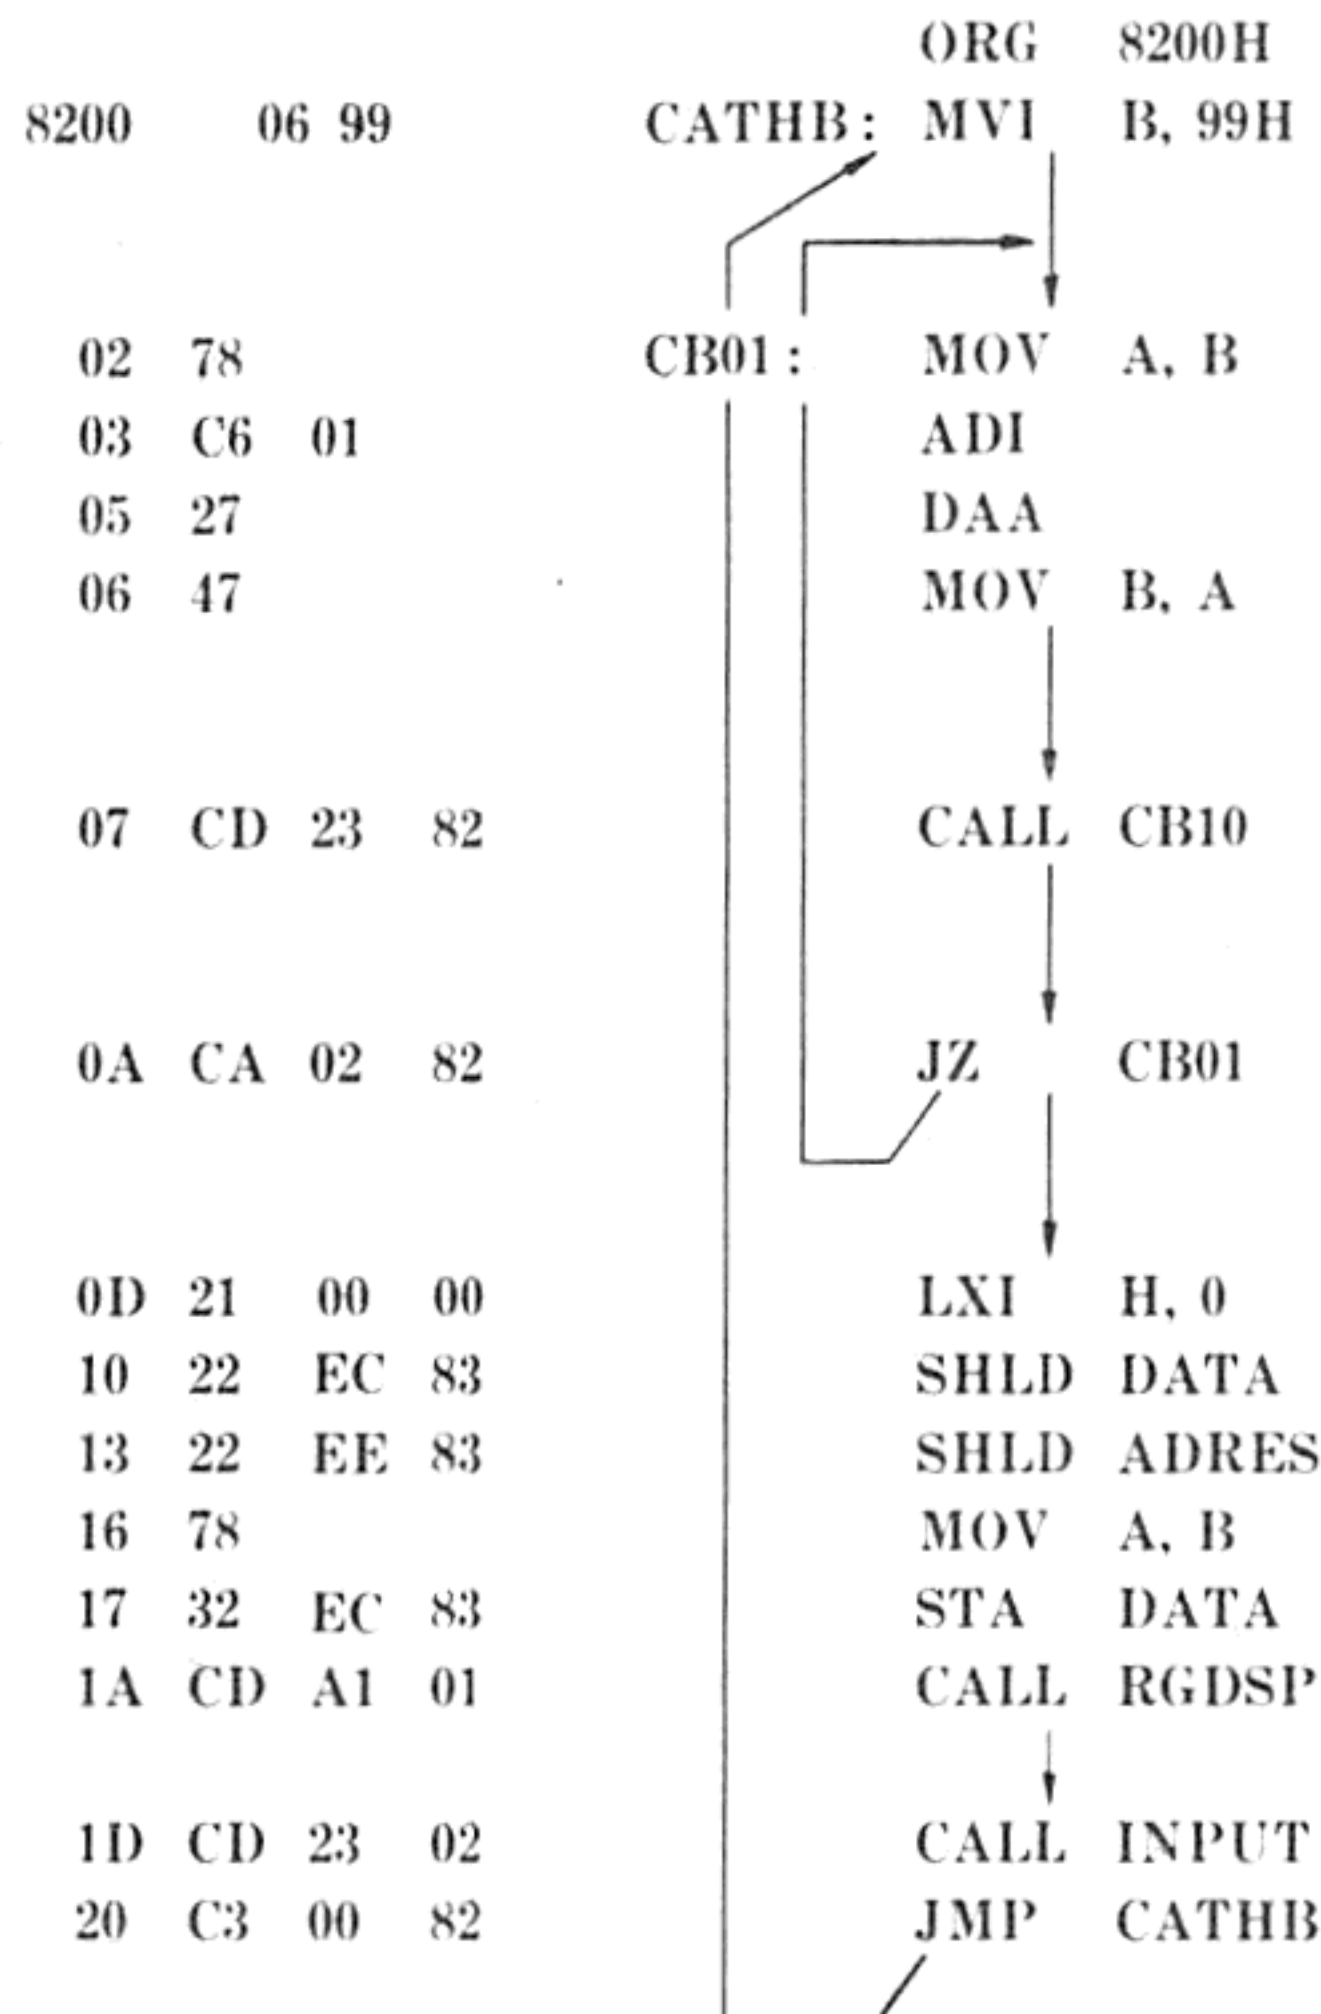 ORG 8200H
8200 06 99 CATHB: MVI B, 99H
02 78 CB01: MOV A, B
03 C6 01 ADI
05 27 DAA
06 47 MOV B, A
07 CD 23 82 CALL CB10
0A CA 02 82 JZ CB01
0D 21 00 00 LXI H, 0
10 22 EC 83 SHLD DATA
13 22 EE 83 SHLD ADRES
16 78 MOV A, B
17 32 EC 83 STA DATA
1A CD A1 01 CALL RGDSP
1D CD 23 02 CALL INPUT
20 C3 00 82 JMP CATHB